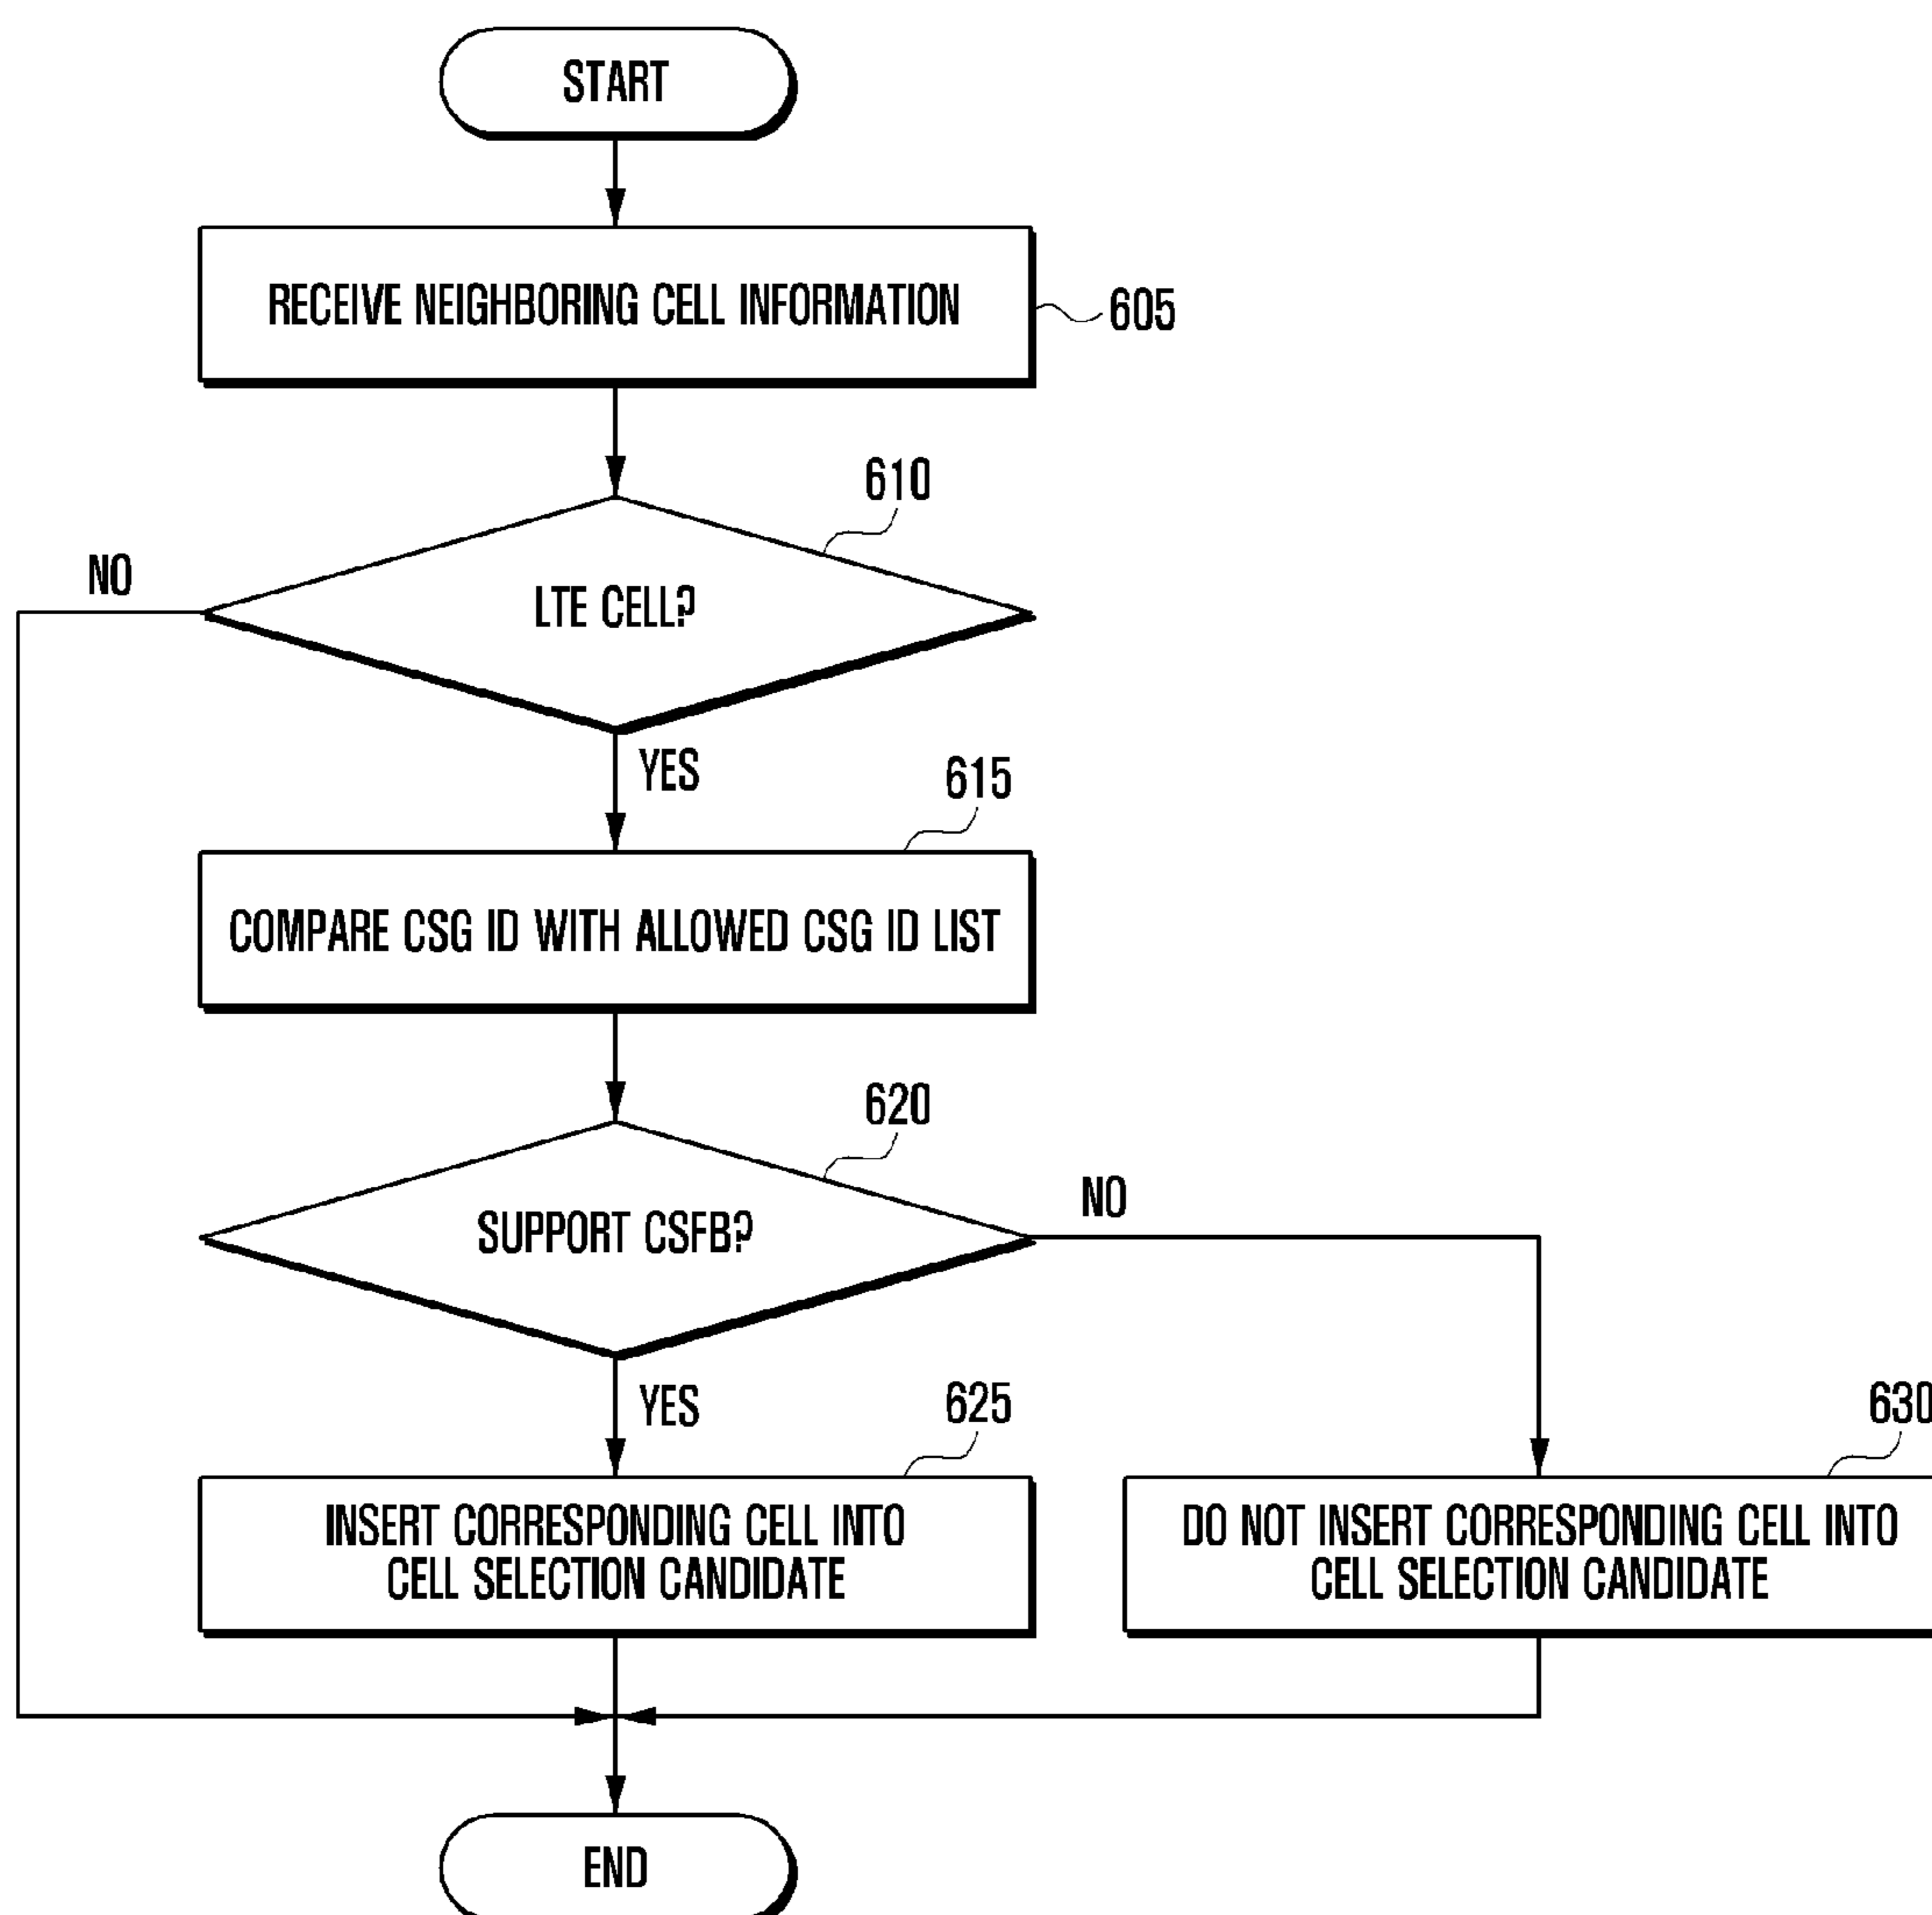 START
RECEIVE NEIGHBORING CELL INFORMATION
605
610
LTE CELL?
NO
YES
615
COMPARE CSG ID WITH ALLOWED CSG ID LIST
620
SUPPORT CSFB?
NO
YES
625
INSERT CORRESPONDING CELL INTO
CELL SELECTION CANDIDATE
630
DO NOT INSERT CORRESPONDING CELL INTO
CELL SELECTION CANDIDATE
END